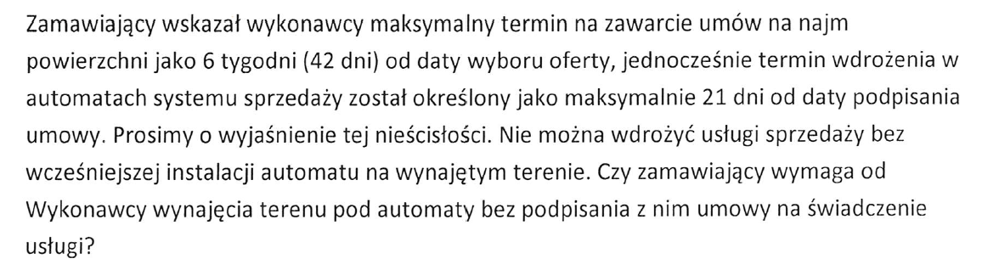 Zamawiający wskazał wykonawcy maksymalny termin na zawarcie umów na najm
powierzchni jako 6 tygodni (42 dni) od daty wyboru oferty, jednocześnie termin wdrożenia w
automatach systemu sprzedaży został określony jako maksymalnie 21 dni od daty podpisania
umowy. Prosimy o wyjaśnienie tej nieścisłości. Nie można wdrożyć usługi sprzedaży bez
wcześniejszej instalacji automatu na wynajętym terenie. Czy zamawiający wymaga od
Wykonawcy wynajęcia terenu pod automaty bez podpisania z nim umowy na świadczenie
usługi?